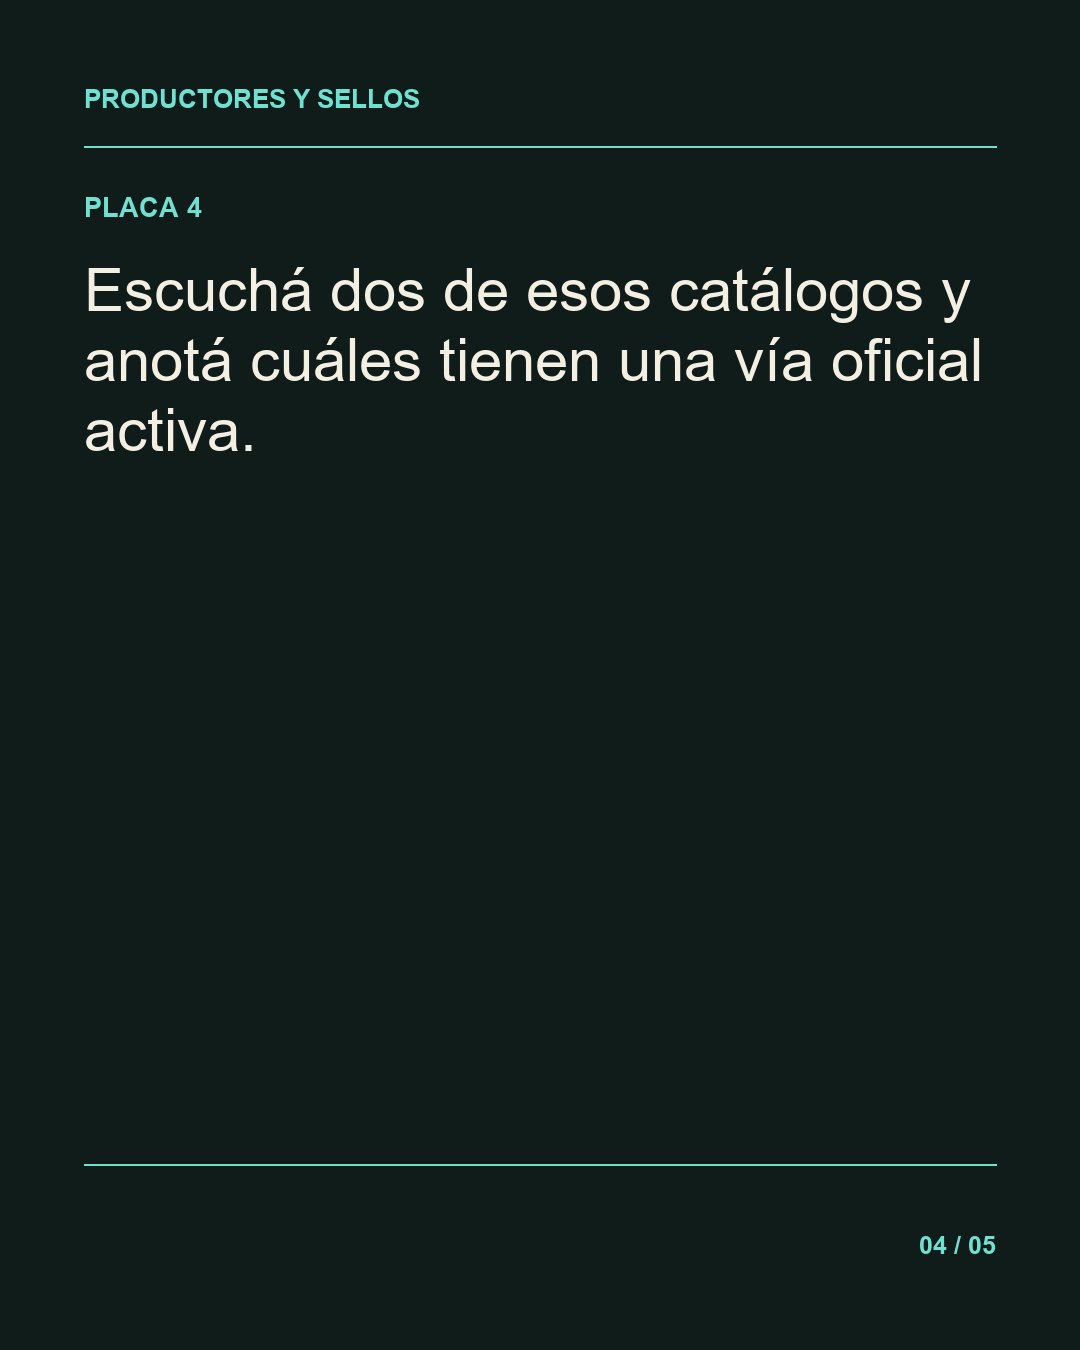 PRODUCTORES Y SELLOS
PLACA 4
Escuchá dos de esos catálogos y
anotá cuáles tienen una vía oficial
activa.
04 / 05